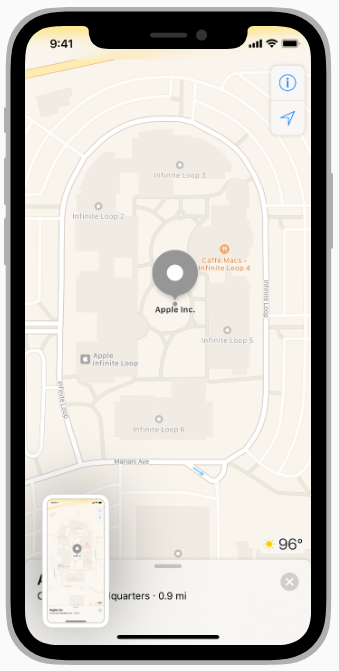 9:41
Infinite Loop 3
Infinite Loop 2
Caffè Macs -
Infinite Loop 4
Infinite Loop
Apple Inc.
Infinite Loop 5
Apple
Infinite Loop
Infinite Loop
Infinite Loop 6
Mariani Ave
96°
quarters · 0.9 mi